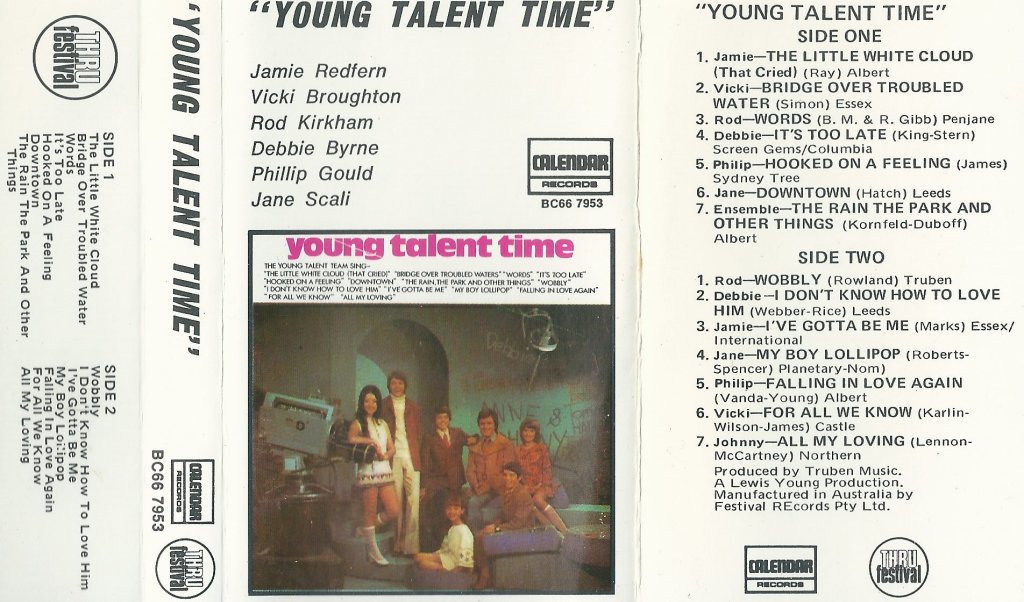 THRU
festival
SIDE 1
The Little White Cloud
Bridge Over Troubled Water
Words
It's Too Late
Hooked On A Feeling
Downtown
The Rain The Park And Other
Things
SIDE 2
Wobbly
I Don't Know How To Love Him
I've Gotta Be Me
My Boy Lollipop
Falling In Love Again
For All We Know
All My Loving
"YOUNG TALENT TIME"
CALENDAR
RECORDS
BC66 7953
THRU
festival
"YOUNG TALENT TIME"
Jamie Redfern
Vicki Broughton
Rod Kirkham
Debbie Byrne
Phillip Gould
Jane Scali
CALENDAR
RECORDS
BC66 7953
young talent time
THE YOUNG TALENT TEAM SING—
"THE LITTLE WHITE CLOUD (THAT CRIED)" "BRIDGE OVER TROUBLED WATERS" "WORDS" "IT'S TOO LATE"
"HOOKED ON A FEELING" "DOWNTOWN" "THE RAIN, THE PARK AND OTHER THINGS" "WOBBLY"
"I DON'T KNOW HOW TO LOVE HIM" "I'VE GOTTA BE ME" "MY BOY LOLLIPOP" "FALLING IN LOVE AGAIN"
"FOR ALL WE KNOW" "ALL MY LOVING"
"YOUNG TALENT TIME"
SIDE ONE
1. Jamie—THE LITTLE WHITE CLOUD
(That Cried) (Ray) Albert
2. Vicki—BRIDGE OVER TROUBLED
WATER (Simon) Essex
3. Rod—WORDS (B. M. & R. Gibb) Penjane
4. Debbie—IT'S TOO LATE (King-Stern)
Screen Gems/Columbia
5. Philip—HOOKED ON A FEELING (James)
Sydney Tree
6. Jane—DOWNTOWN (Hatch) Leeds
7. Ensemble—THE RAIN THE PARK AND
OTHER THINGS (Kornfeld-Duboff)
Albert
SIDE TWO
1. Rod—WOBBLY (Rowland) Truben
2. Debbie—I DON'T KNOW HOW TO LOVE
HIM (Webber-Rice) Leeds
3. Jamie—I'VE GOTTA BE ME (Marks) Essex/
International
4. Jane—MY BOY LOLLIPOP (Roberts-
Spencer) Planetary-Nom)
5. Philip—FALLING IN LOVE AGAIN
(Vanda-Young) Albert
6. Vicki—FOR ALL WE KNOW (Karlin-
Wilson-James) Castle
7. Johnny—ALL MY LOVING (Lennon-
McCartney) Northern
Produced by Truben Music.
A Lewis Young Production.
Manufactured in Australia by
Festival REcords Pty Ltd.
CALENDAR
RECORDS
THRU
festival